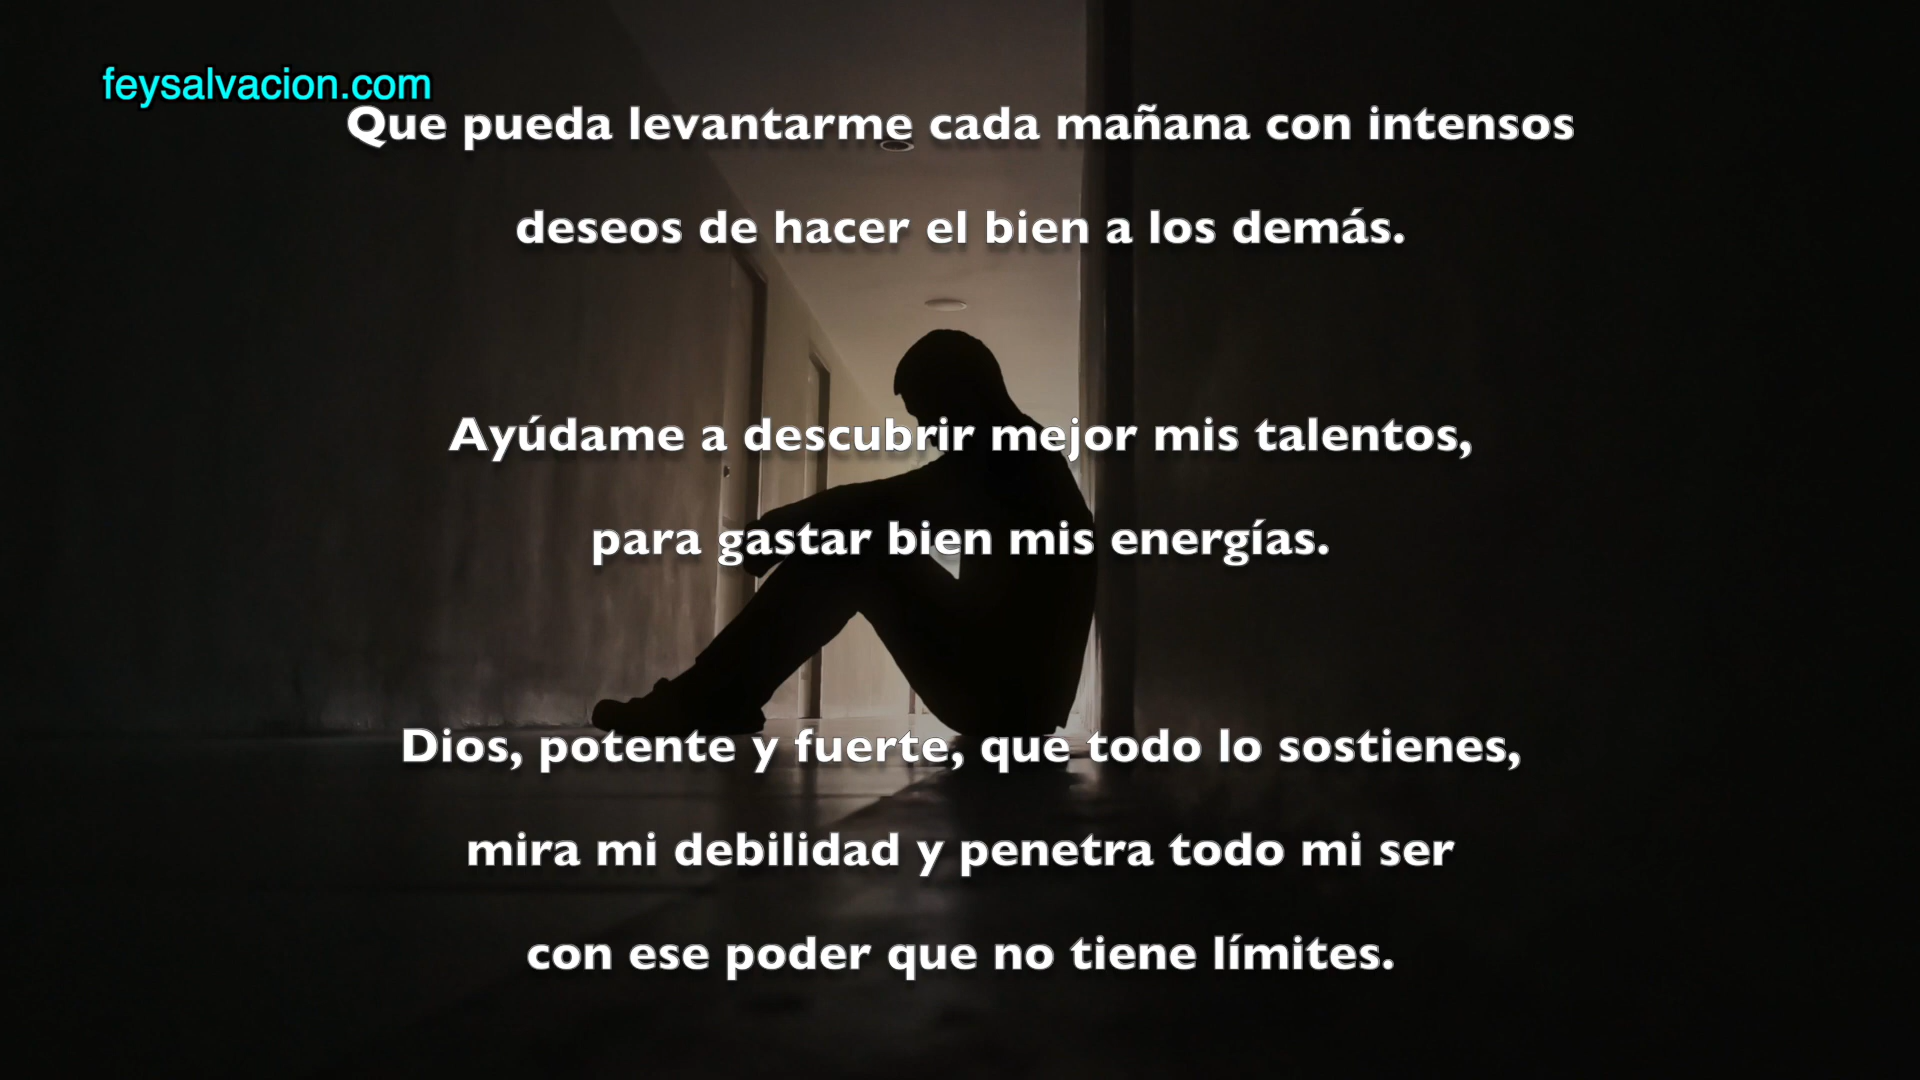 feysalvacion.com
Que pueda levantarme cada mañana con intensos
deseos de hacer el bien a los demás.
Ayúdame a descubrir mejor mis talentos,
para gastar bien mis energías.
Dios, potente y fuerte, que todo lo sostienes,
mira mi debilidad y penetra todo mi ser
con ese poder que no tiene límites.